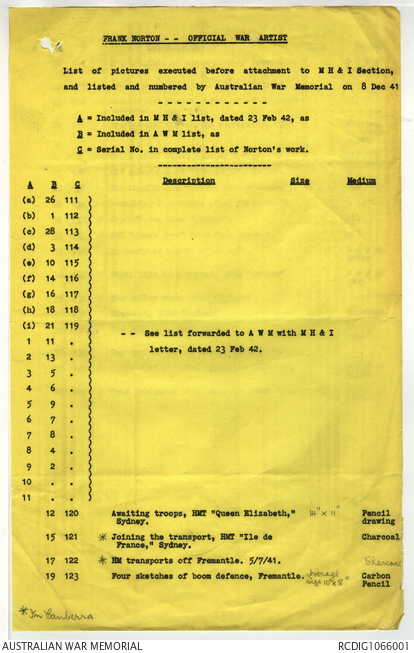 FRANK NORTON - - OFFICIAL WAR ARTIST
List of pictures executed before attachment to M H & I Section,
and listed and numbered by Australian War Memorial on 8 Dec 41
- - - - - - - - - - - -
A = Included in M H & I list, dated 23 Feb 42, as
B = Included in A W M list, as
C = Serial No. in complete list of Norton's work.
-----------------------
A B C Description Size Medium
(a) 26 111
(b) 1 112
(c) 28 113
(d) 3 114
(e) 10 115
(f) 14 116
(g) 16 117
(h) 18 118
(i) 21 119
- - See list forwarded to A W M with M H & I
1 11 .
letter, dated 23 Feb 42.
2 13 .
3 5 .
4 6 .
5 9 .
6 7 .
7 8 .
8 4 .
9 2 .
10 . .
11 . .
12 120 Awaiting troops, HMT "Queen Elizabeth," 14" x 11" Pencil
Sydney. drawing
15 121 * Joining the transport, HMT "Ile de Charcoal
France," Sydney.
17 122 * HM transports off Fremantle. 5/7/41. Charcoal
19 123 Four sketches of boom defence, Fremantle. Average Carbon
size 10" x 8" Pencil
* In Canberra
AUSTRALIAN WAR MEMORIAL RCDIG1066001